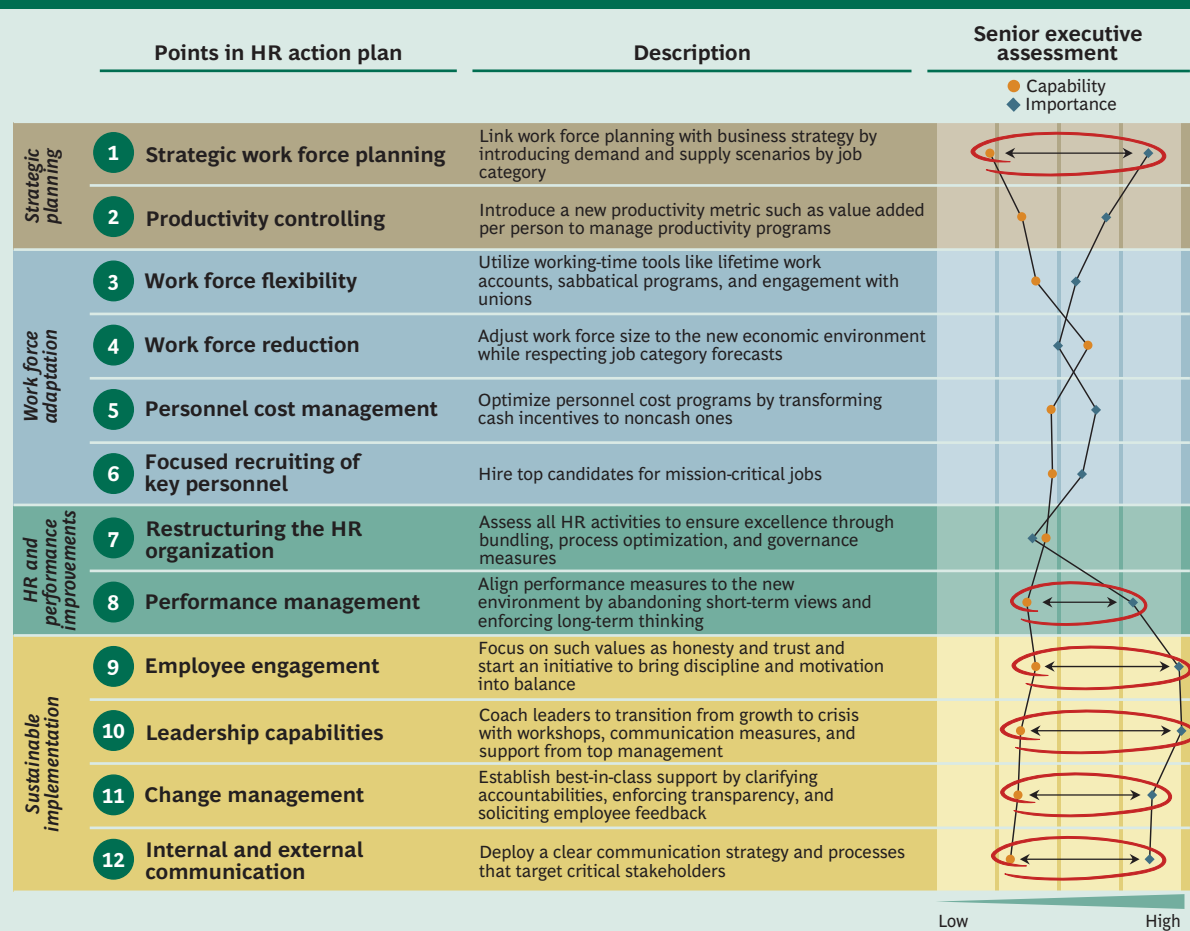 Points in HR action plan
Description
Senior executive
assessment
Capability
Importance
Strategic
planning
1
Strategic work force planning
Link work force planning with business strategy by
introducing demand and supply scenarios by job
category
2
Productivity controlling
Introduce a new productivity metric such as value added
per person to manage productivity programs
Work force
adaptation
3
Work force flexibility
Utilize working-time tools like lifetime work
accounts, sabbatical programs, and engagement with
unions
4
Work force reduction
Adjust work force size to the new economic environment
while respecting job category forecasts
5
Personnel cost management
Optimize personnel cost programs by transforming
cash incentives to noncash ones
6
Focused recruiting of
key personnel
Hire top candidates for mission-critical jobs
HR and
performance
improvements
7
Restructuring the HR
organization
Assess all HR activities to ensure excellence through
bundling, process optimization, and governance
measures
8
Performance management
Align performance measures to the new
environment by abandoning short-term views and
enforcing long-term thinking
Sustainable
implementation
9
Employee engagement
Focus on such values as honesty and trust and
start an initiative to bring discipline and motivation
into balance
10
Leadership capabilities
Coach leaders to transition from growth to crisis
with workshops, communication measures, and
support from top management
11
Change management
Establish best-in-class support by clarifying
accountabilities, enforcing transparency, and
soliciting employee feedback
12
Internal and external
communication
Deploy a clear communication strategy and processes
that target critical stakeholders
Low
High